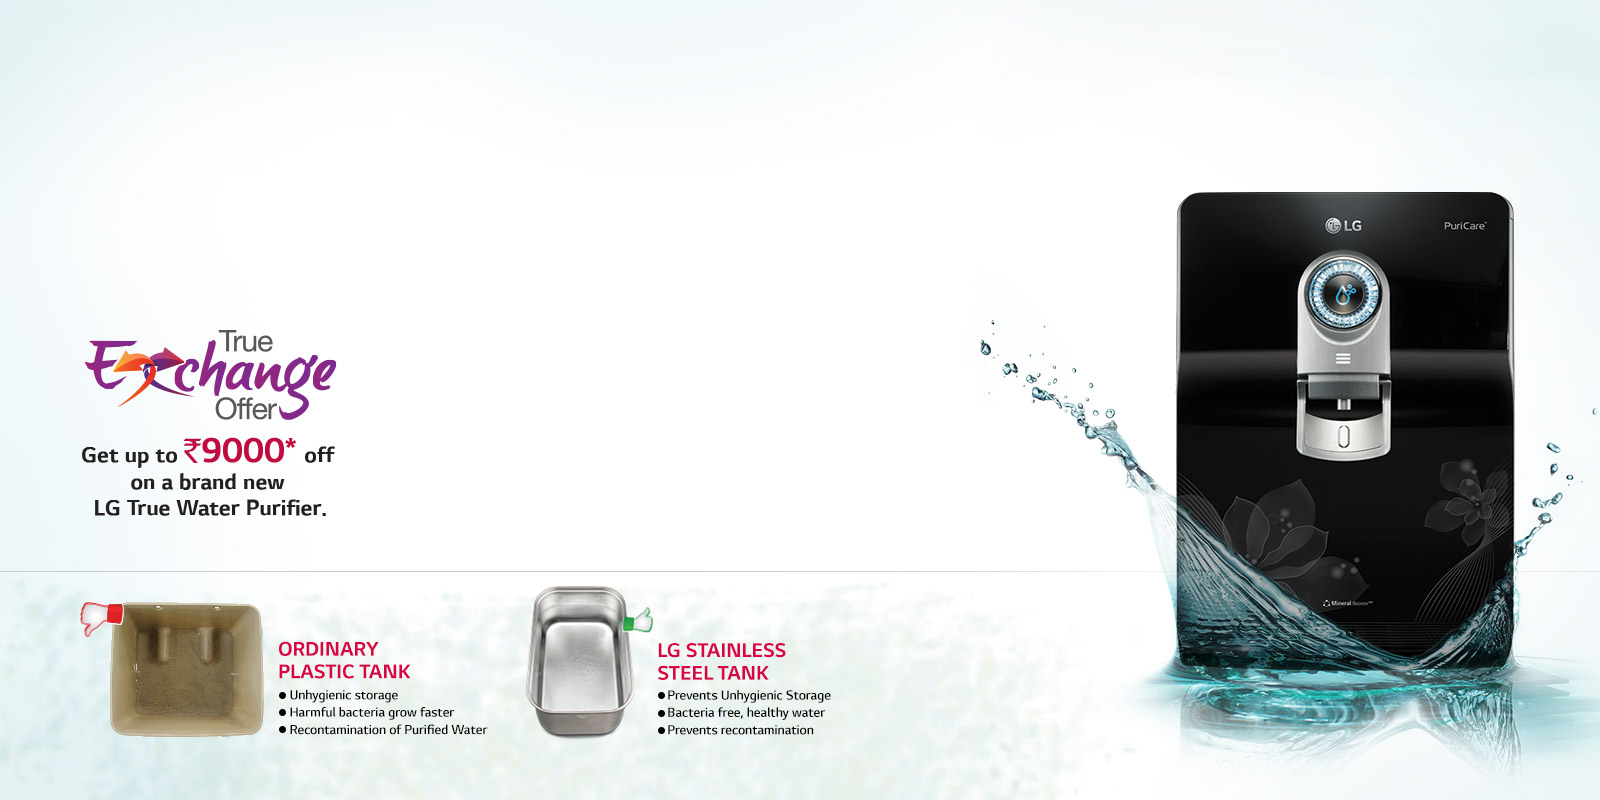 True
Exchange
Offer
Get up to ₹9000* off
on a brand new
LG True Water Purifier.
LG
PuriCare™
Mineral Booster™
ORDINARY
PLASTIC TANK
● Unhygienic storage
● Harmful bacteria grow faster
● Recontamination of Purified Water
LG STAINLESS
STEEL TANK
● Prevents Unhygienic Storage
● Bacteria free, healthy water
● Prevents recontamination